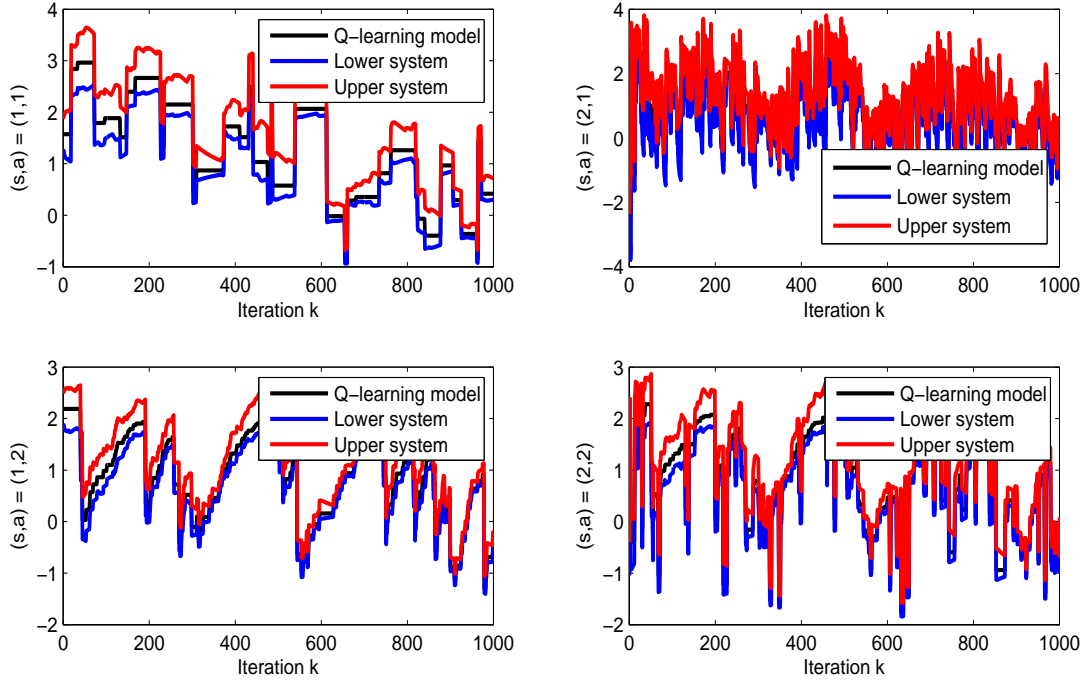 4
3
2
1
0
−1
0 200 400 600 800 1000
Iteration k
(s,a) = (1,1)
Q−learning model
Lower system
Upper system
4
2
0
−2
−4
0 200 400 600 800 1000
Iteration k
(s,a) = (2,1)
Q−learning model
Lower system
Upper system
3
2
1
0
−1
−2
0 200 400 600 800 1000
Iteration k
(s,a) = (1,2)
Q−learning model
Lower system
Upper system
3
2
1
0
−1
−2
0 200 400 600 800 1000
Iteration k
(s,a) = (2,2)
Q−learning model
Lower system
Upper system